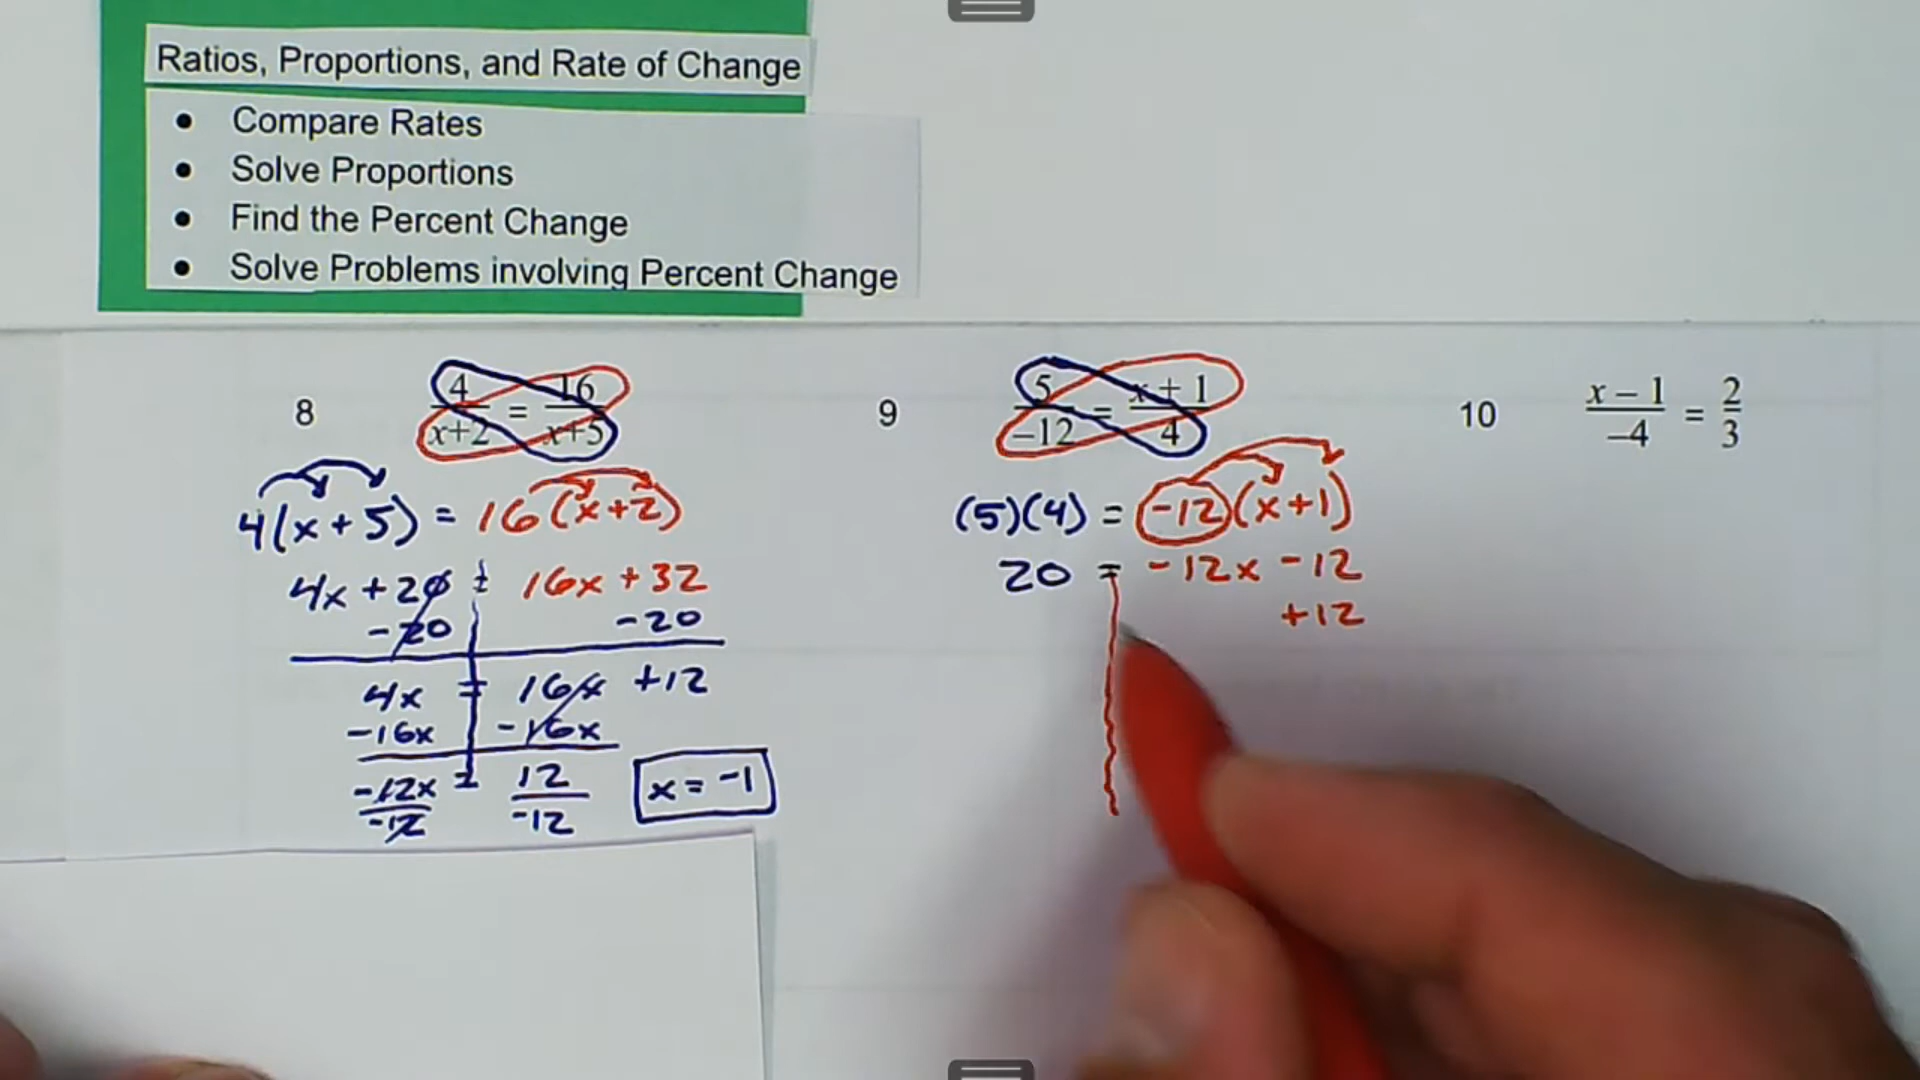 Ratios, Proportions, and Rate of Change
• Compare Rates
• Solve Proportions
• Find the Percent Change
• Solve Problems involving Percent Change
8
4/x+2 = 16/x+5
4(x+5) = 16(x+2)
4x+20 = 16x+32
-20 -20
4x = 16x +12
-16x -16x
-12x/-12 = 12/-12
x = -1
9
5/–12 = x + 1/4
(5)(4) = -12(x+1)
20 = -12x -12
+12
10
x – 1/–4 = 2/3